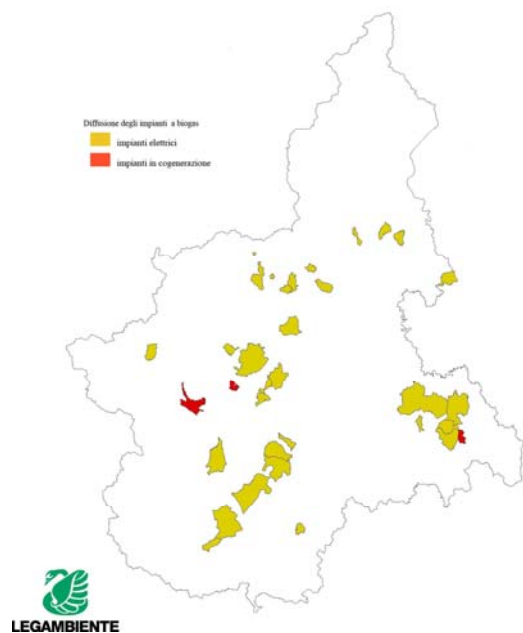 Diffusione degli impianti a biogas
impianti elettrici
impianti in cogenerazione
LEGAMBIENTE